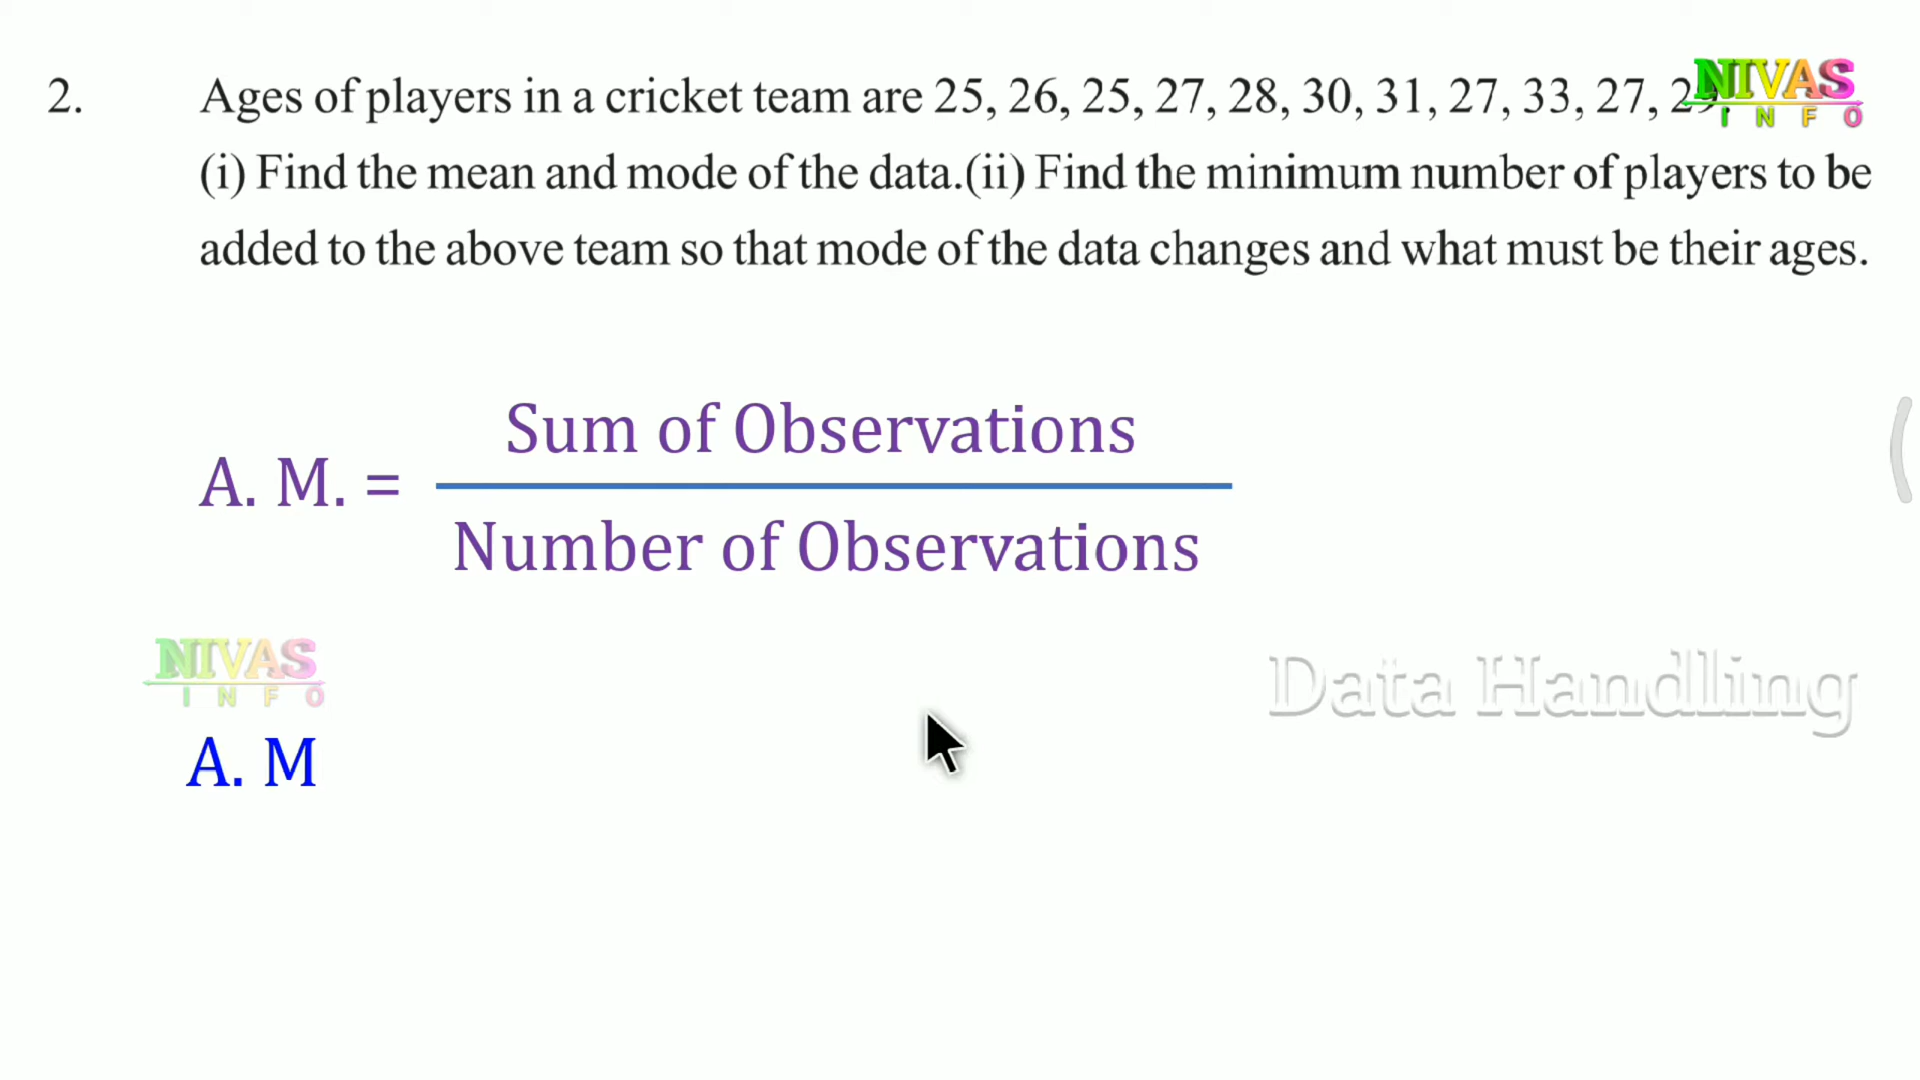 2. Ages of players in a cricket team are 25, 26, 25, 27, 28, 30, 31, 27, 33, 27, 29.
NIVAS
INFO
(i) Find the mean and mode of the data.(ii) Find the minimum number of players to be
added to the above team so that mode of the data changes and what must be their ages.
Sum of Observations
A. M. =
Number of Observations
NIVAS
INFO
Data Handling
A. M